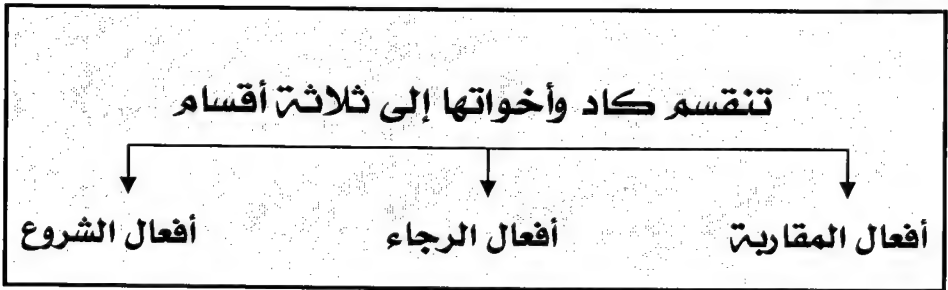 تنقسم كاد وأخواتها إلى ثلاثة أقسام
أفعال المقاربة أفعال الرجاء أفعال الشروع